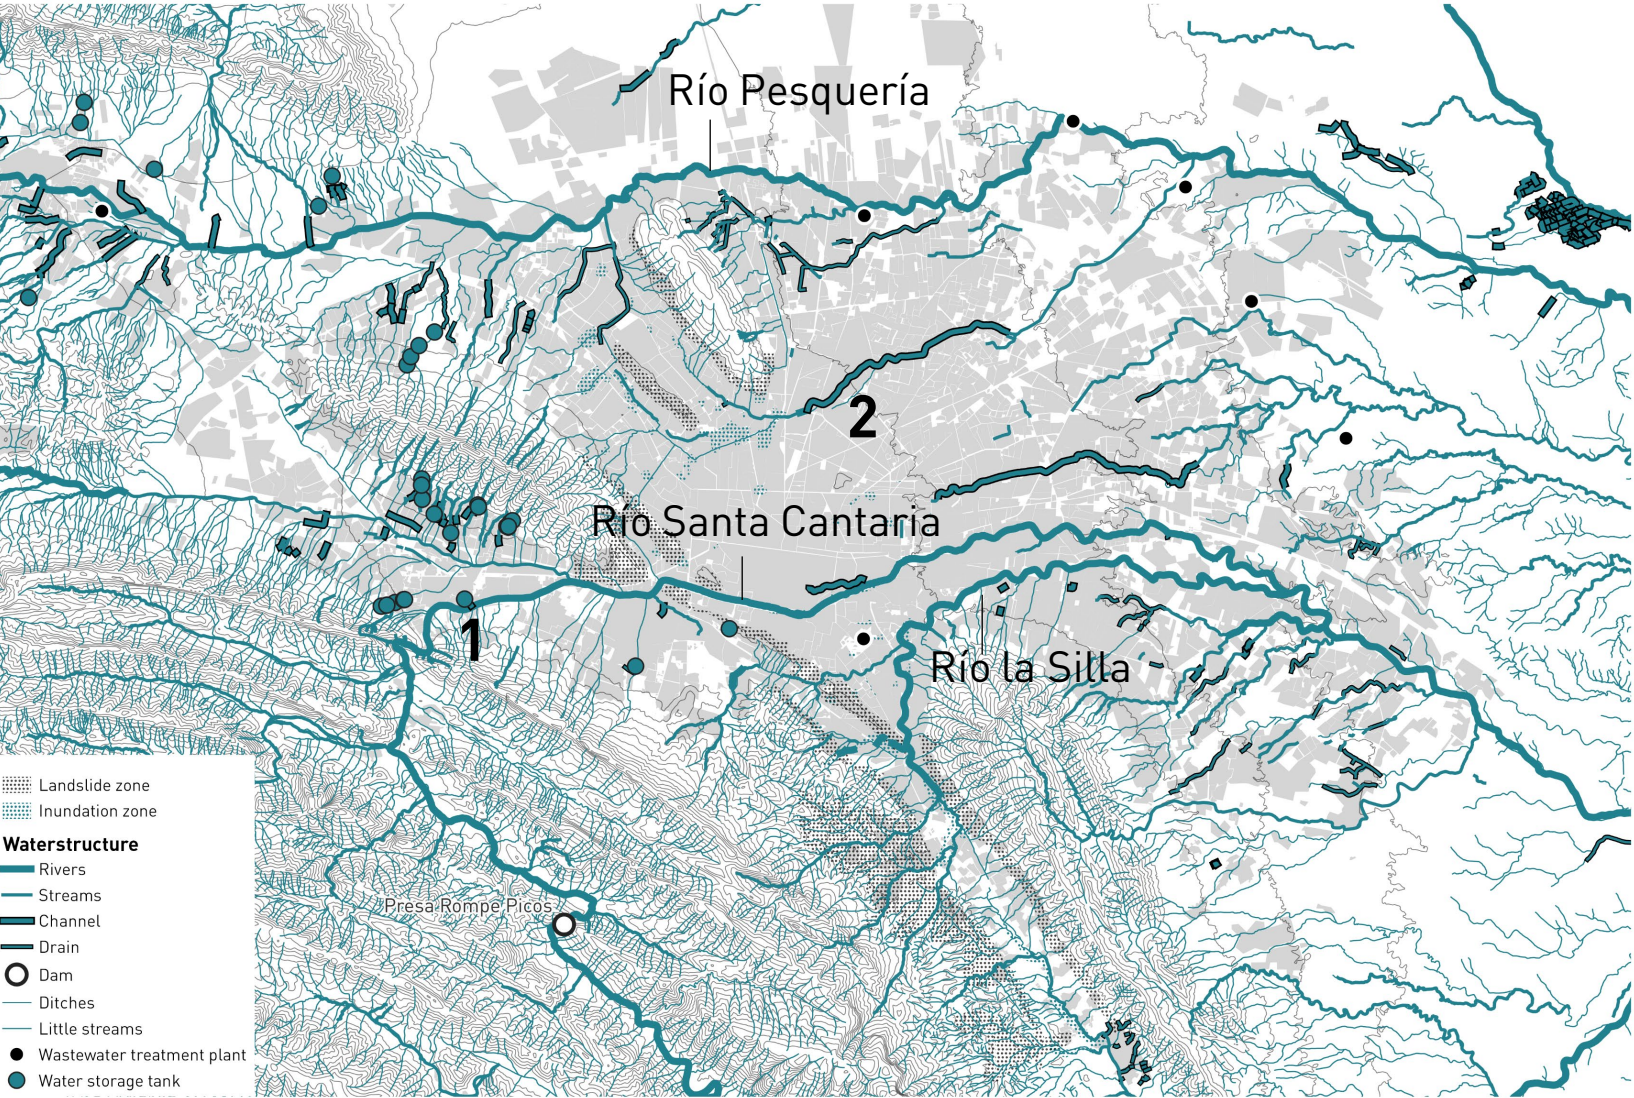 Río Pesquería
2
Río Santa Cantaria
1
Río la Silla
Presa Rompe Picos
Landslide zone
Inundation zone
Waterstructure
Rivers
Streams
Channel
Drain
Dam
Ditches
Little streams
Wastewater treatment plant
Water storage tank